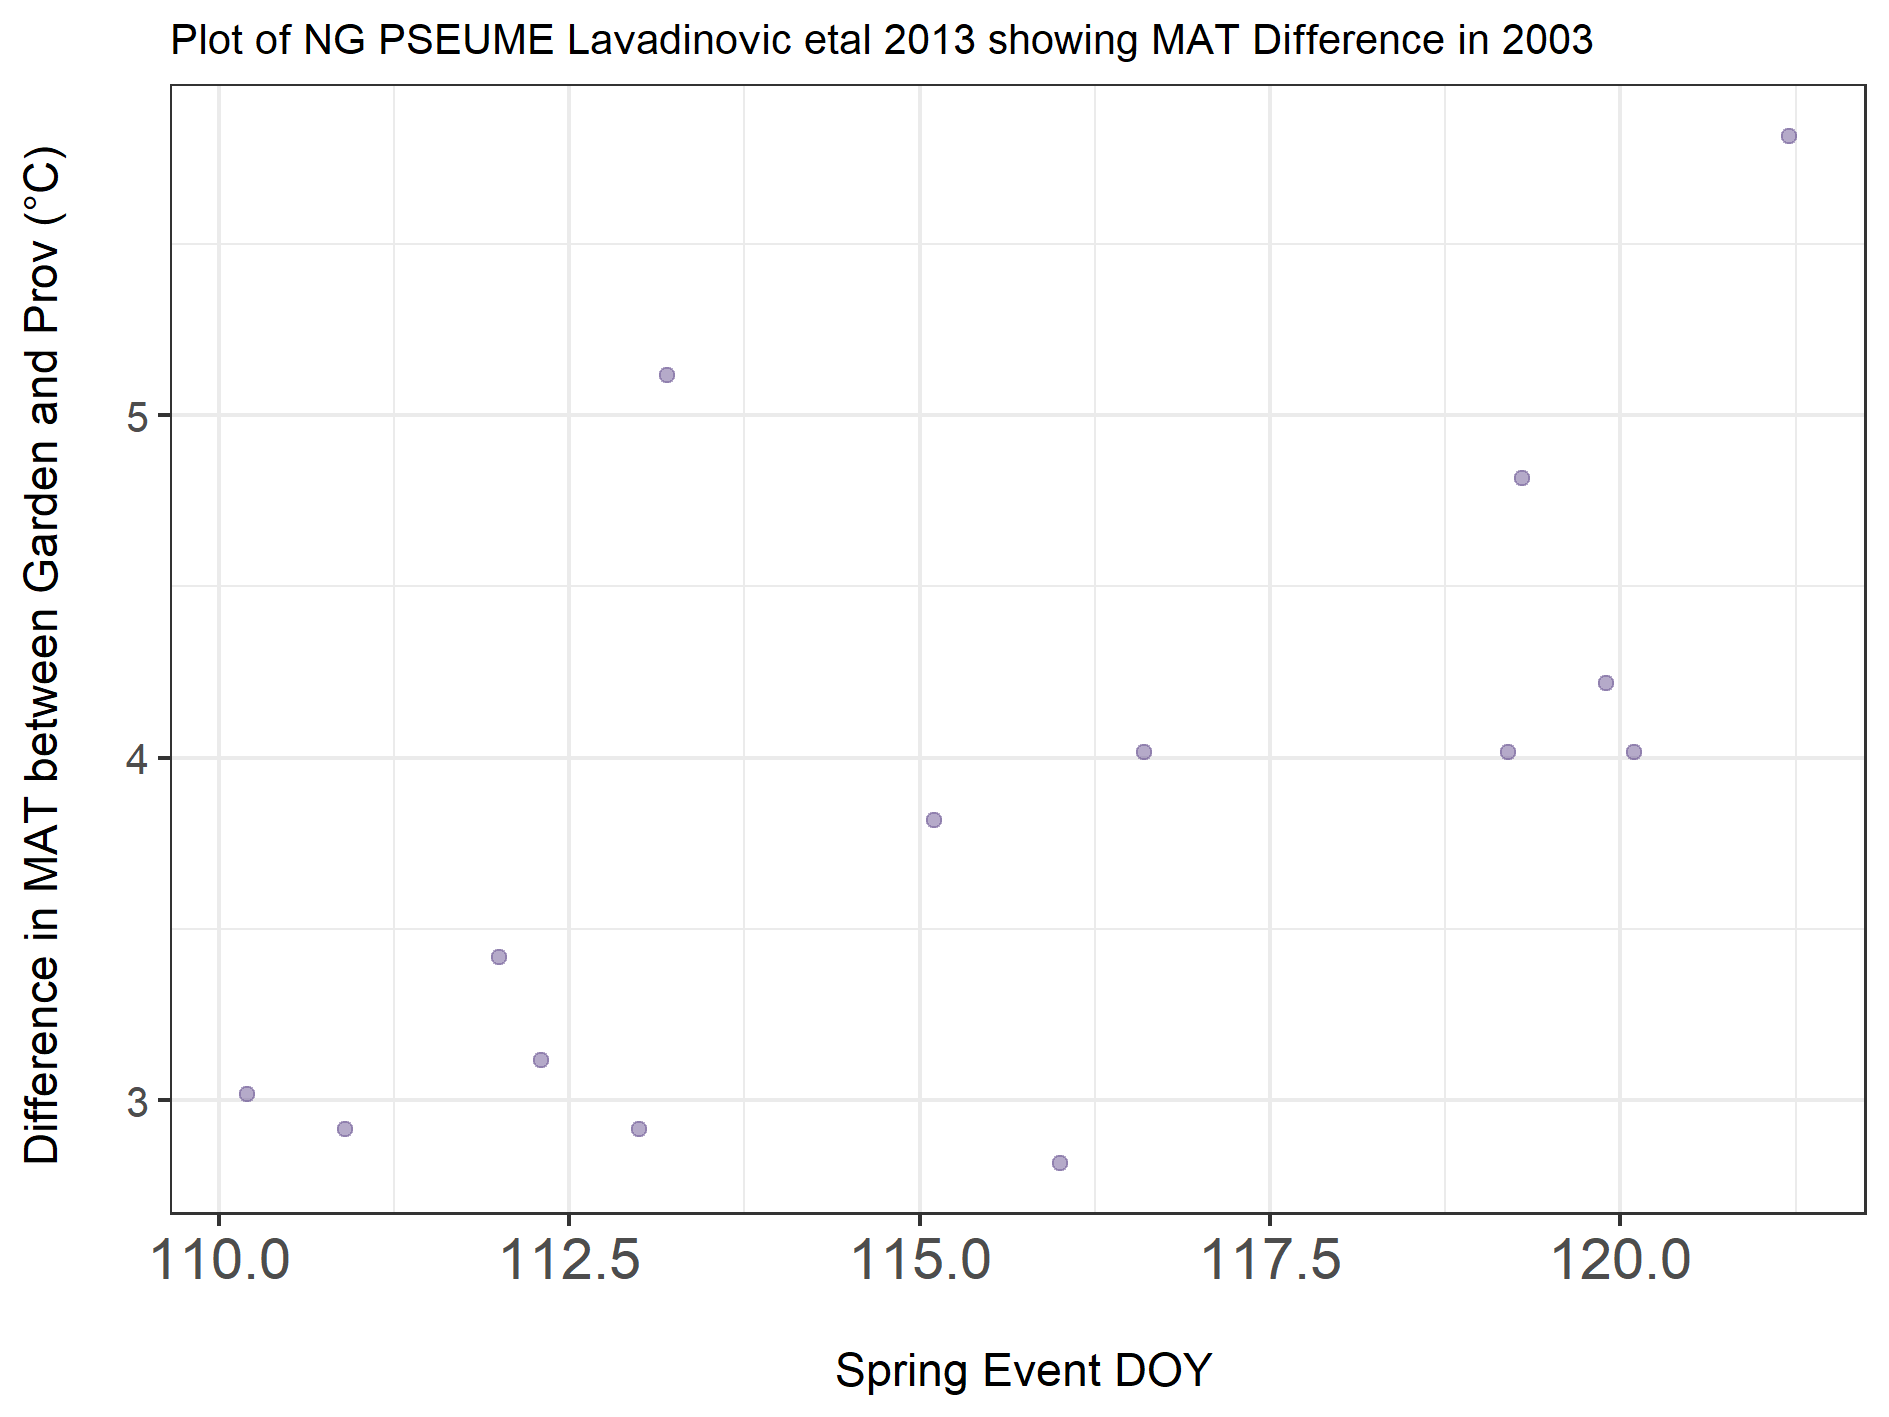 Plot of NG PSEUME Lavadinovic etal 2013 showing MAT Difference in 2003
Difference in MAT between Garden and Prov (°C)
5
4
3
110.0 112.5 115.0 117.5 120.0
Spring Event DOY